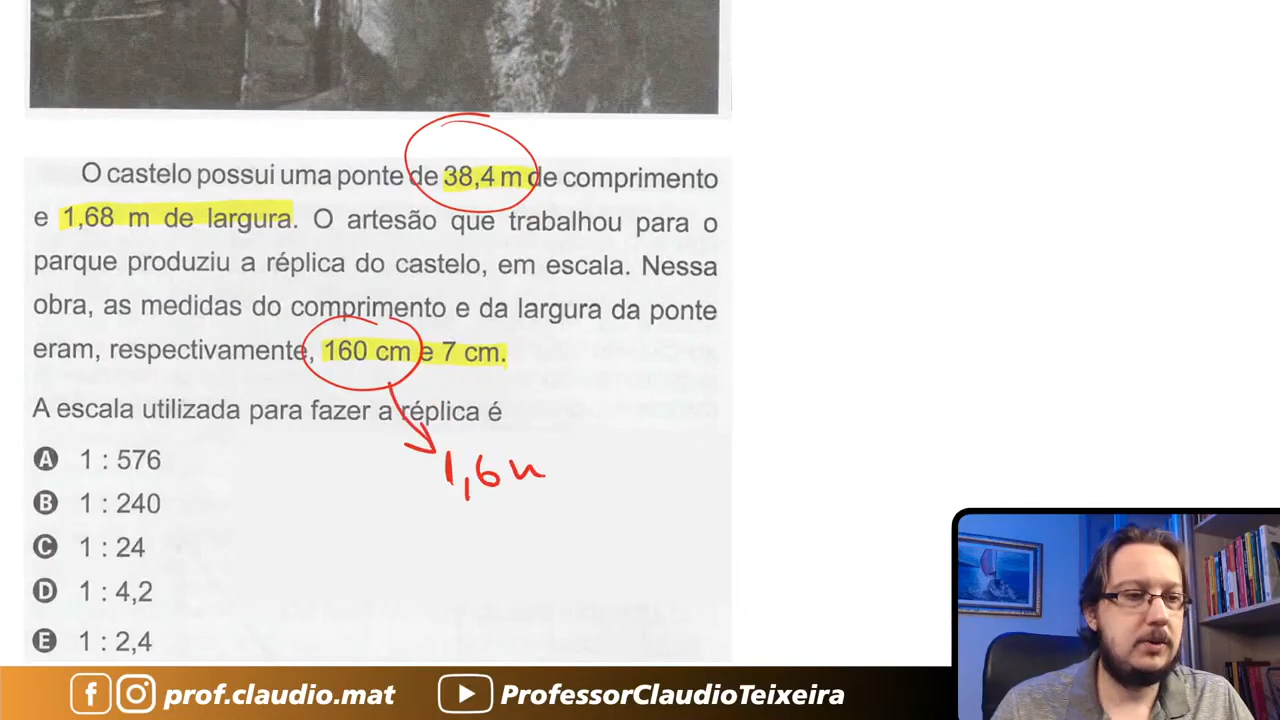 O castelo possui uma ponte de 38,4 m de comprimento
e 1,68 m de largura. O artesão que trabalhou para o
parque produziu a réplica do castelo, em escala. Nessa
obra, as medidas do comprimento e da largura da ponte
eram, respectivamente, 160 cm e 7 cm.
A escala utilizada para fazer a réplica é
A 1 : 576
1,6 m
B 1 : 240
C 1 : 24
D 1 : 4,2
E 1 : 2,4
prof.claudio.mat ProfessorClaudioTeixeira